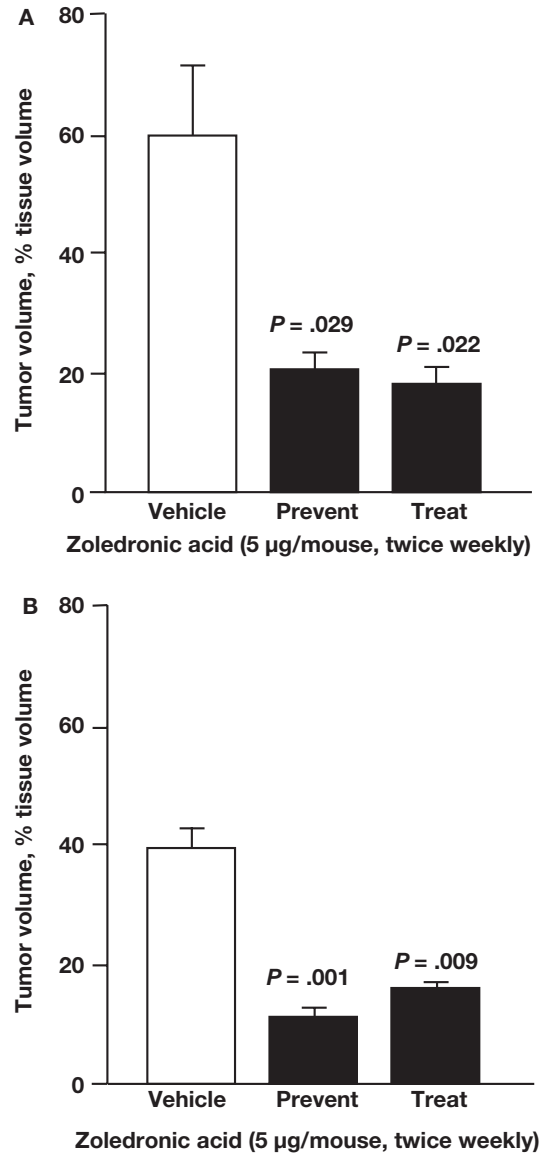 A
Tumor volume, % tissue volume
80
60
40
20
0
P = .029
P = .022
Vehicle
Prevent
Treat
Zoledronic acid (5 µg/mouse, twice weekly)
B
Tumor volume, % tissue volume
80
60
40
20
0
P = .001
P = .009
Vehicle
Prevent
Treat
Zoledronic acid (5 µg/mouse, twice weekly)